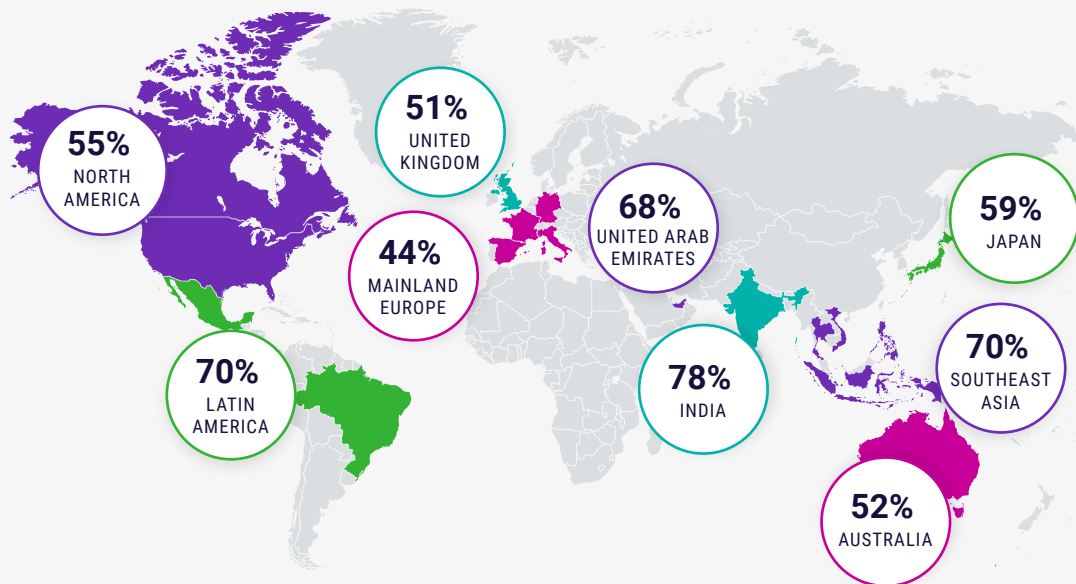 55%
NORTH
AMERICA
51%
UNITED
KINGDOM
44%
MAINLAND
EUROPE
68%
UNITED ARAB
EMIRATES
59%
JAPAN
70%
LATIN
AMERICA
78%
INDIA
70%
SOUTHEAST
ASIA
52%
AUSTRALIA